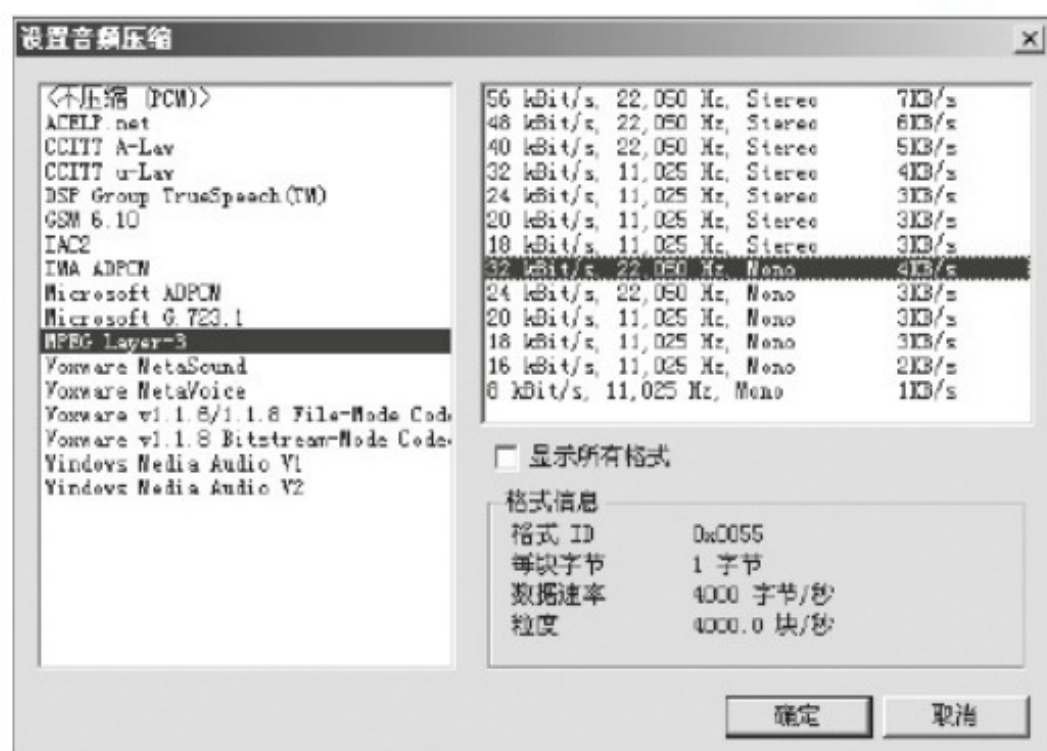 设置音频压缩
<不压缩 (PCM)>
ACELP.net
CCITT A-Law
CCITT u-Law
DSP Group TrueSpeech(TM)
GSM 6.10
IAC2
IMA ADPCM
Microsoft ADPCM
Microsoft G.723.1
MPEG Layer-3
Voxware MetaSound
Voxware MetaVoice
Voxware v1.1.6/1.1.8 File-Mode Code
Voxware v1.1.8 Bitstream-Mode Code
Windows Media Audio V1
Windows Media Audio V2
56 kBit/s, 22,050 Hz, Stereo 7KB/s
48 kBit/s, 22,050 Hz, Stereo 6KB/s
40 kBit/s, 22,050 Hz, Stereo 5KB/s
32 kBit/s, 11,025 Hz, Stereo 4KB/s
24 kBit/s, 11,025 Hz, Stereo 3KB/s
20 kBit/s, 11,025 Hz, Stereo 3KB/s
18 kBit/s, 11,025 Hz, Stereo 3KB/s
32 kBit/s, 22,050 Hz, Mono 4KB/s
24 kBit/s, 22,050 Hz, Mono 3KB/s
20 kBit/s, 11,025 Hz, Mono 3KB/s
18 kBit/s, 11,025 Hz, Mono 3KB/s
16 kBit/s, 11,025 Hz, Mono 2KB/s
8 kBit/s, 11,025 Hz, Mono 1KB/s
显示所有格式
格式信息
格式 ID 0x0055
每块字节 1 字节
数据速率 4000 字节/秒
粒度 4000.0 块/秒
确定 取消